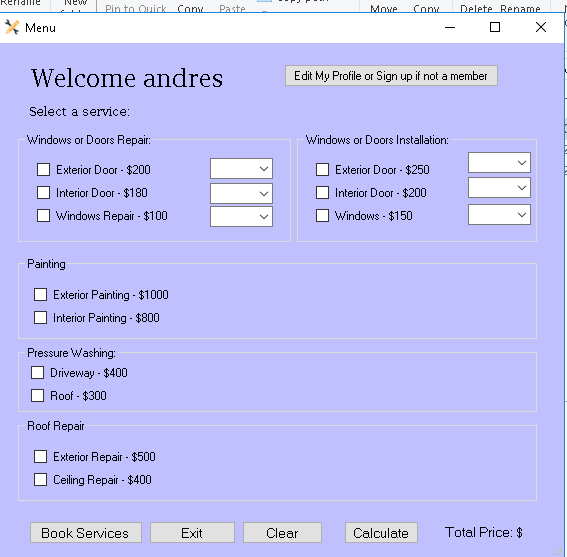 Rename New Pin to Quick Copy Paste Move Copy Delete Rename
Menu
Welcome andres
Edit My Profile or Sign up if not a member
Select a service:
Windows or Doors Repair:
Exterior Door - $200
Interior Door - $180
Windows Repair - $100
Windows or Doors Installation:
Exterior Door - $250
Interior Door - $200
Windows - $150
Painting
Exterior Painting - $1000
Interior Painting - $800
Pressure Washing:
Driveway - $400
Roof - $300
Roof Repair
Exterior Repair - $500
Ceiling Repair - $400
Book Services
Exit
Clear
Calculate
Total Price: $